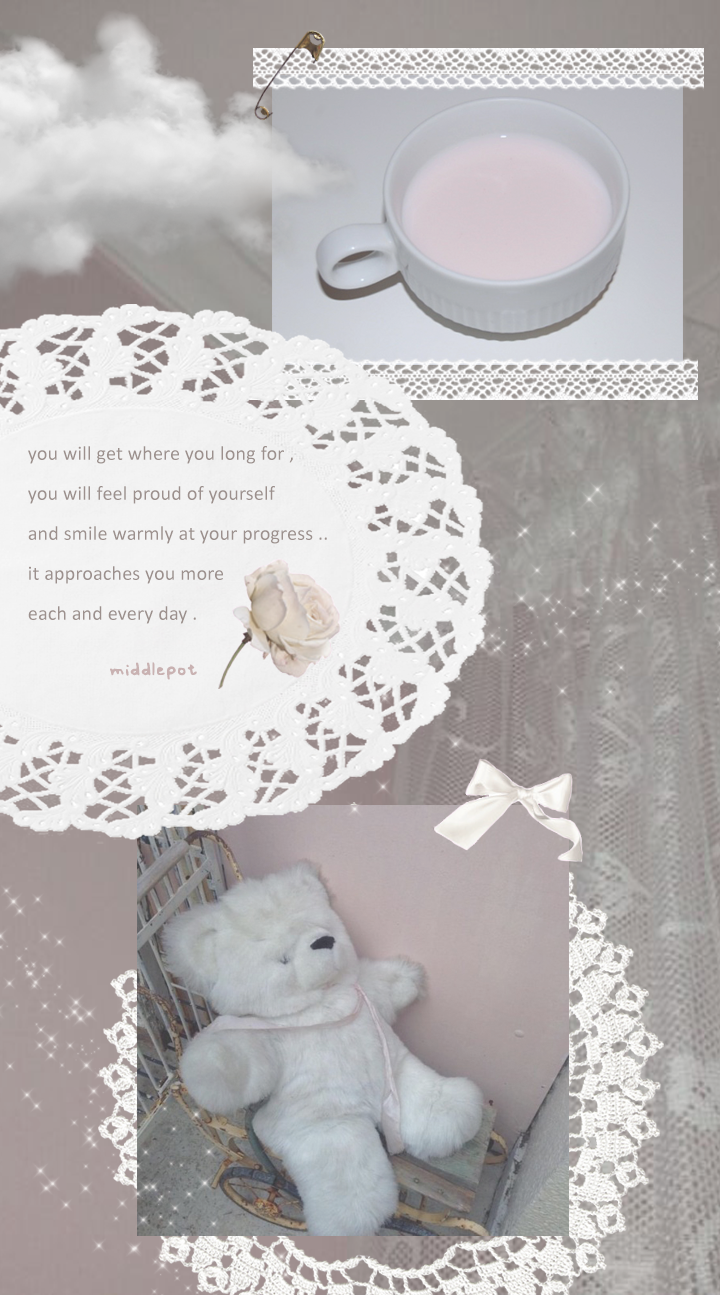 you will get where you long for ,
you will feel proud of yourself
and smile warmly at your progress ..
it approaches you more
each and every day .
middlepot